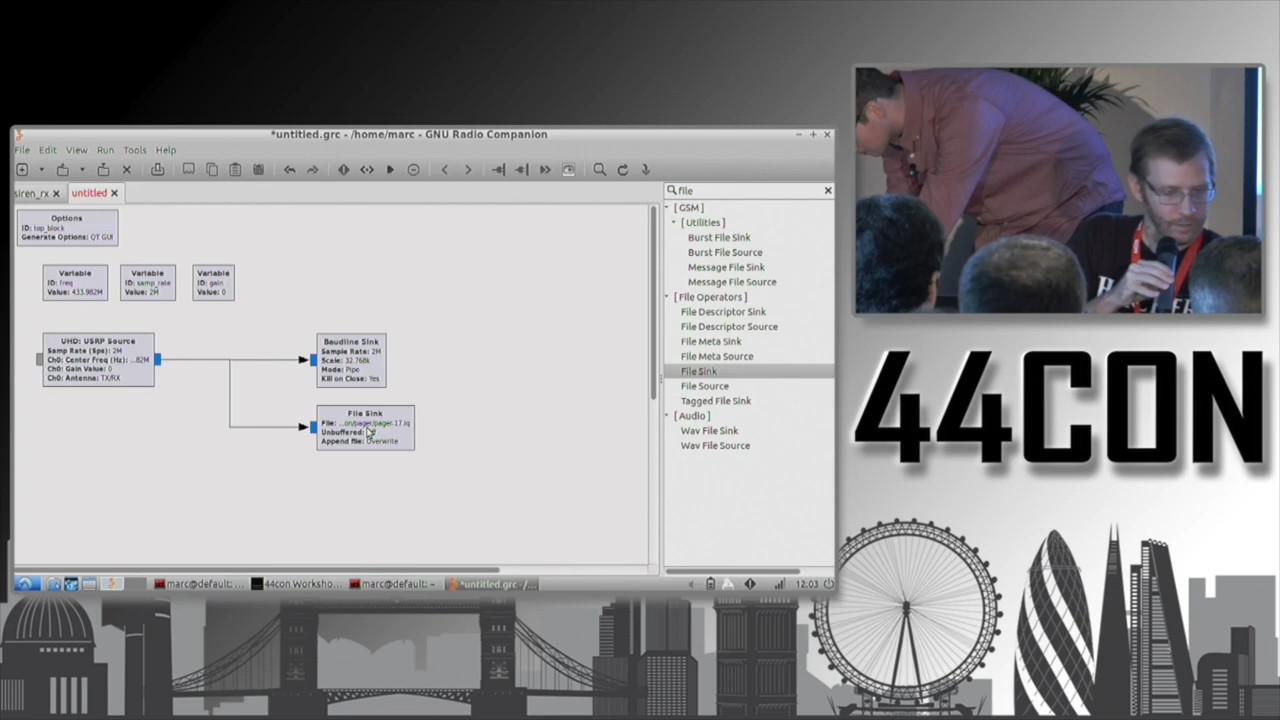 *untitled.grc - /home/marc - GNU Radio Companion
File Edit View Run Tools Help
siren_rx
untitled
file
Options
ID: top_block
Generate Options: QT GUI
Variable
ID: freq
Value: 433.982M
Variable
ID: samp_rate
Value: 2M
Variable
ID: gain
Value: 0
UHD: USRP Source
Samp Rate (Sps): 2M
Ch0: Center Freq (Hz): ...82M
Ch0: Gain Value: 0
Ch0: Antenna: TX/RX
Baudline Sink
Sample Rate: 2M
Scale: 32.768k
Mode: Pipe
Kill on Close: Yes
File Sink
File: ...on/pager/pager-17.iq
Unbuffered:
Append file: Overwrite
[ GSM ]
[ Utilities ]
Burst File Sink
Burst File Source
Message File Sink
Message File Source
[ File Operators ]
File Descriptor Sink
File Descriptor Source
File Meta Sink
File Meta Source
File Sink
File Source
Tagged File Sink
[ Audio ]
Wav File Sink
Wav File Source
marc@default: ...
44con Worksho...
marc@default: ~
*untitled.grc - /...
12:03
44CON